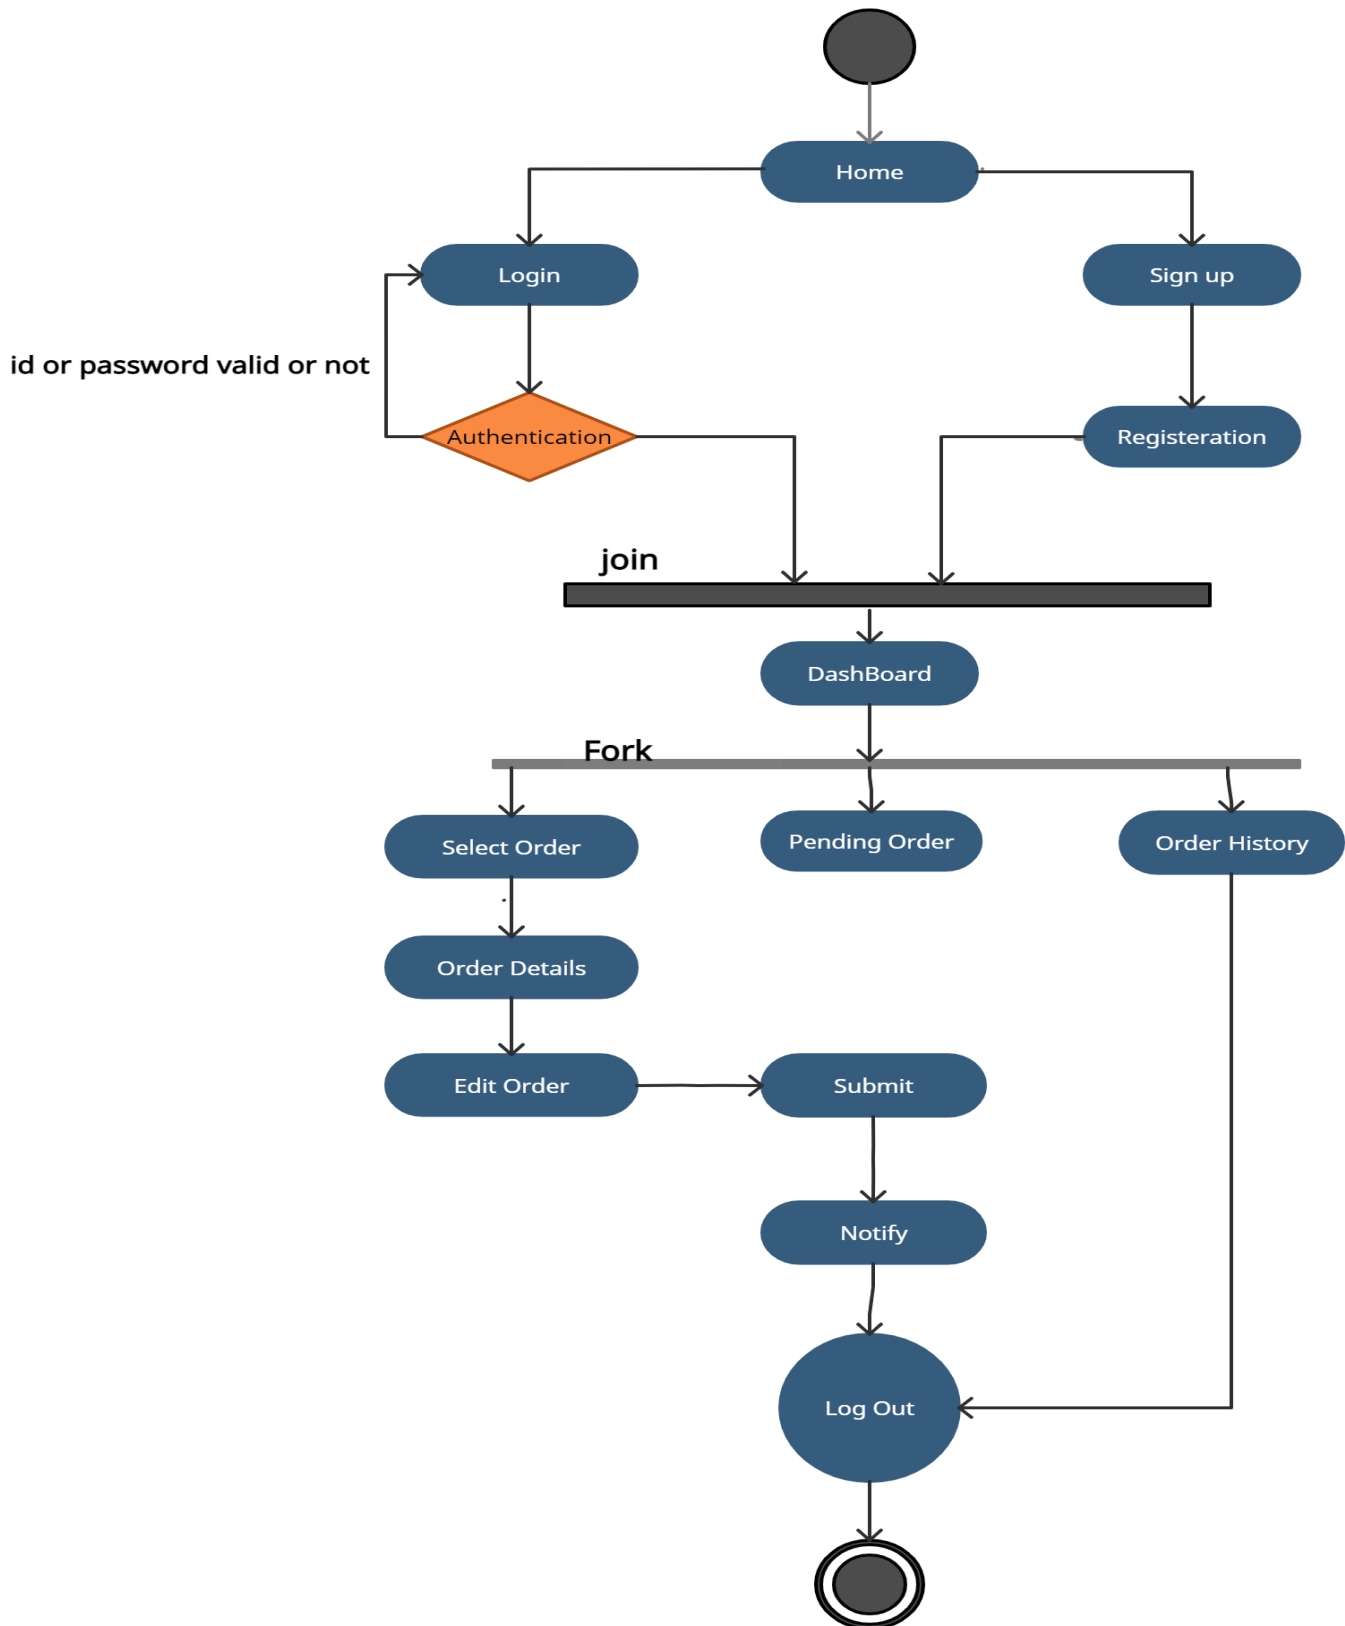 Home
Login
Sign up
id or password valid or not
Authentication
Registeration
join
DashBoard
Fork
Select Order
Pending Order
Order History
Order Details
Edit Order
Submit
Notify
Log Out